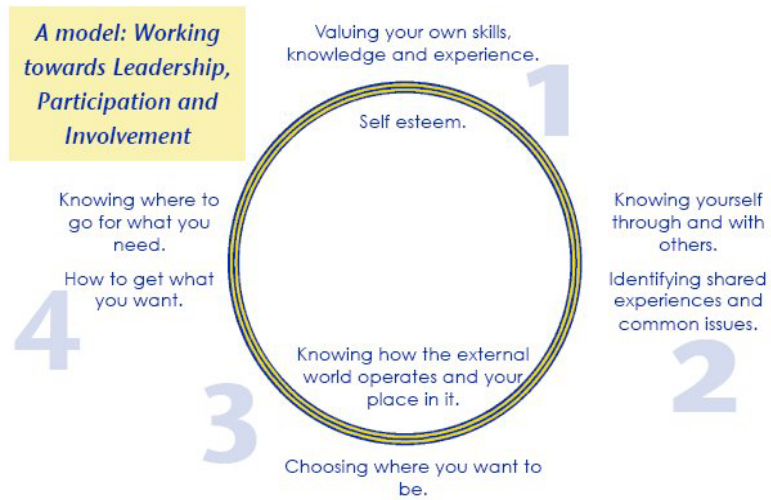 A model: Working
towards Leadership,
Participation and
Involvement
Valuing your own skills,
knowledge and experience.
1
Self esteem.
Knowing yourself
through and with
others.
Identifying shared
experiences and
common issues.
2
Knowing how the external
world operates and your
place in it.
3
Choosing where you want to
be.
Knowing where to
go for what you
need.
How to get what
you want.
4